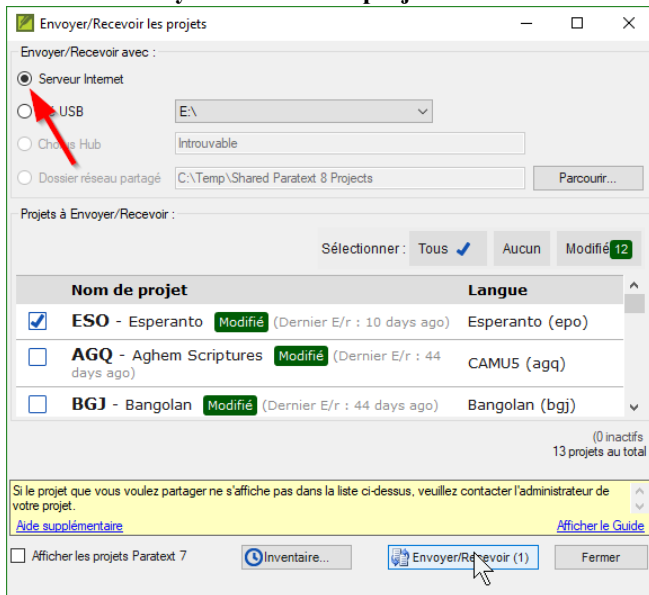 Envoyer/Recevoir les projets
Envoyer/Recevoir avec :
Serveur Internet
USB E:\
Hub Introuvable
Dossier réseau partagé C:\Temp\Shared Paratext 8 Projects Parcourir...
Projets à Envoyer/Recevoir :
Sélectionner : Tous Aucun Modifié 12
Nom de projet Langue
ESO - Esperanto Modifié (Dernier E/r : 10 days ago) Esperanto (epo)
AGQ - Aghem Scriptures Modifié (Dernier E/r : 44
days ago) CAMU5 (agq)
BGJ - Bangolan Modifié (Dernier E/r : 44 days ago) Bangolan (bgj)
(0 inactifs
13 projets au total
Si le projet que vous voulez partager ne s'affiche pas dans la liste ci-dessus, veuillez contacter l'administrateur de
votre projet.
Aide supplémentaire Afficher le Guide
Afficher les projets Paratext 7 Inventaire... Envoyer/Recevoir (1) Fermer